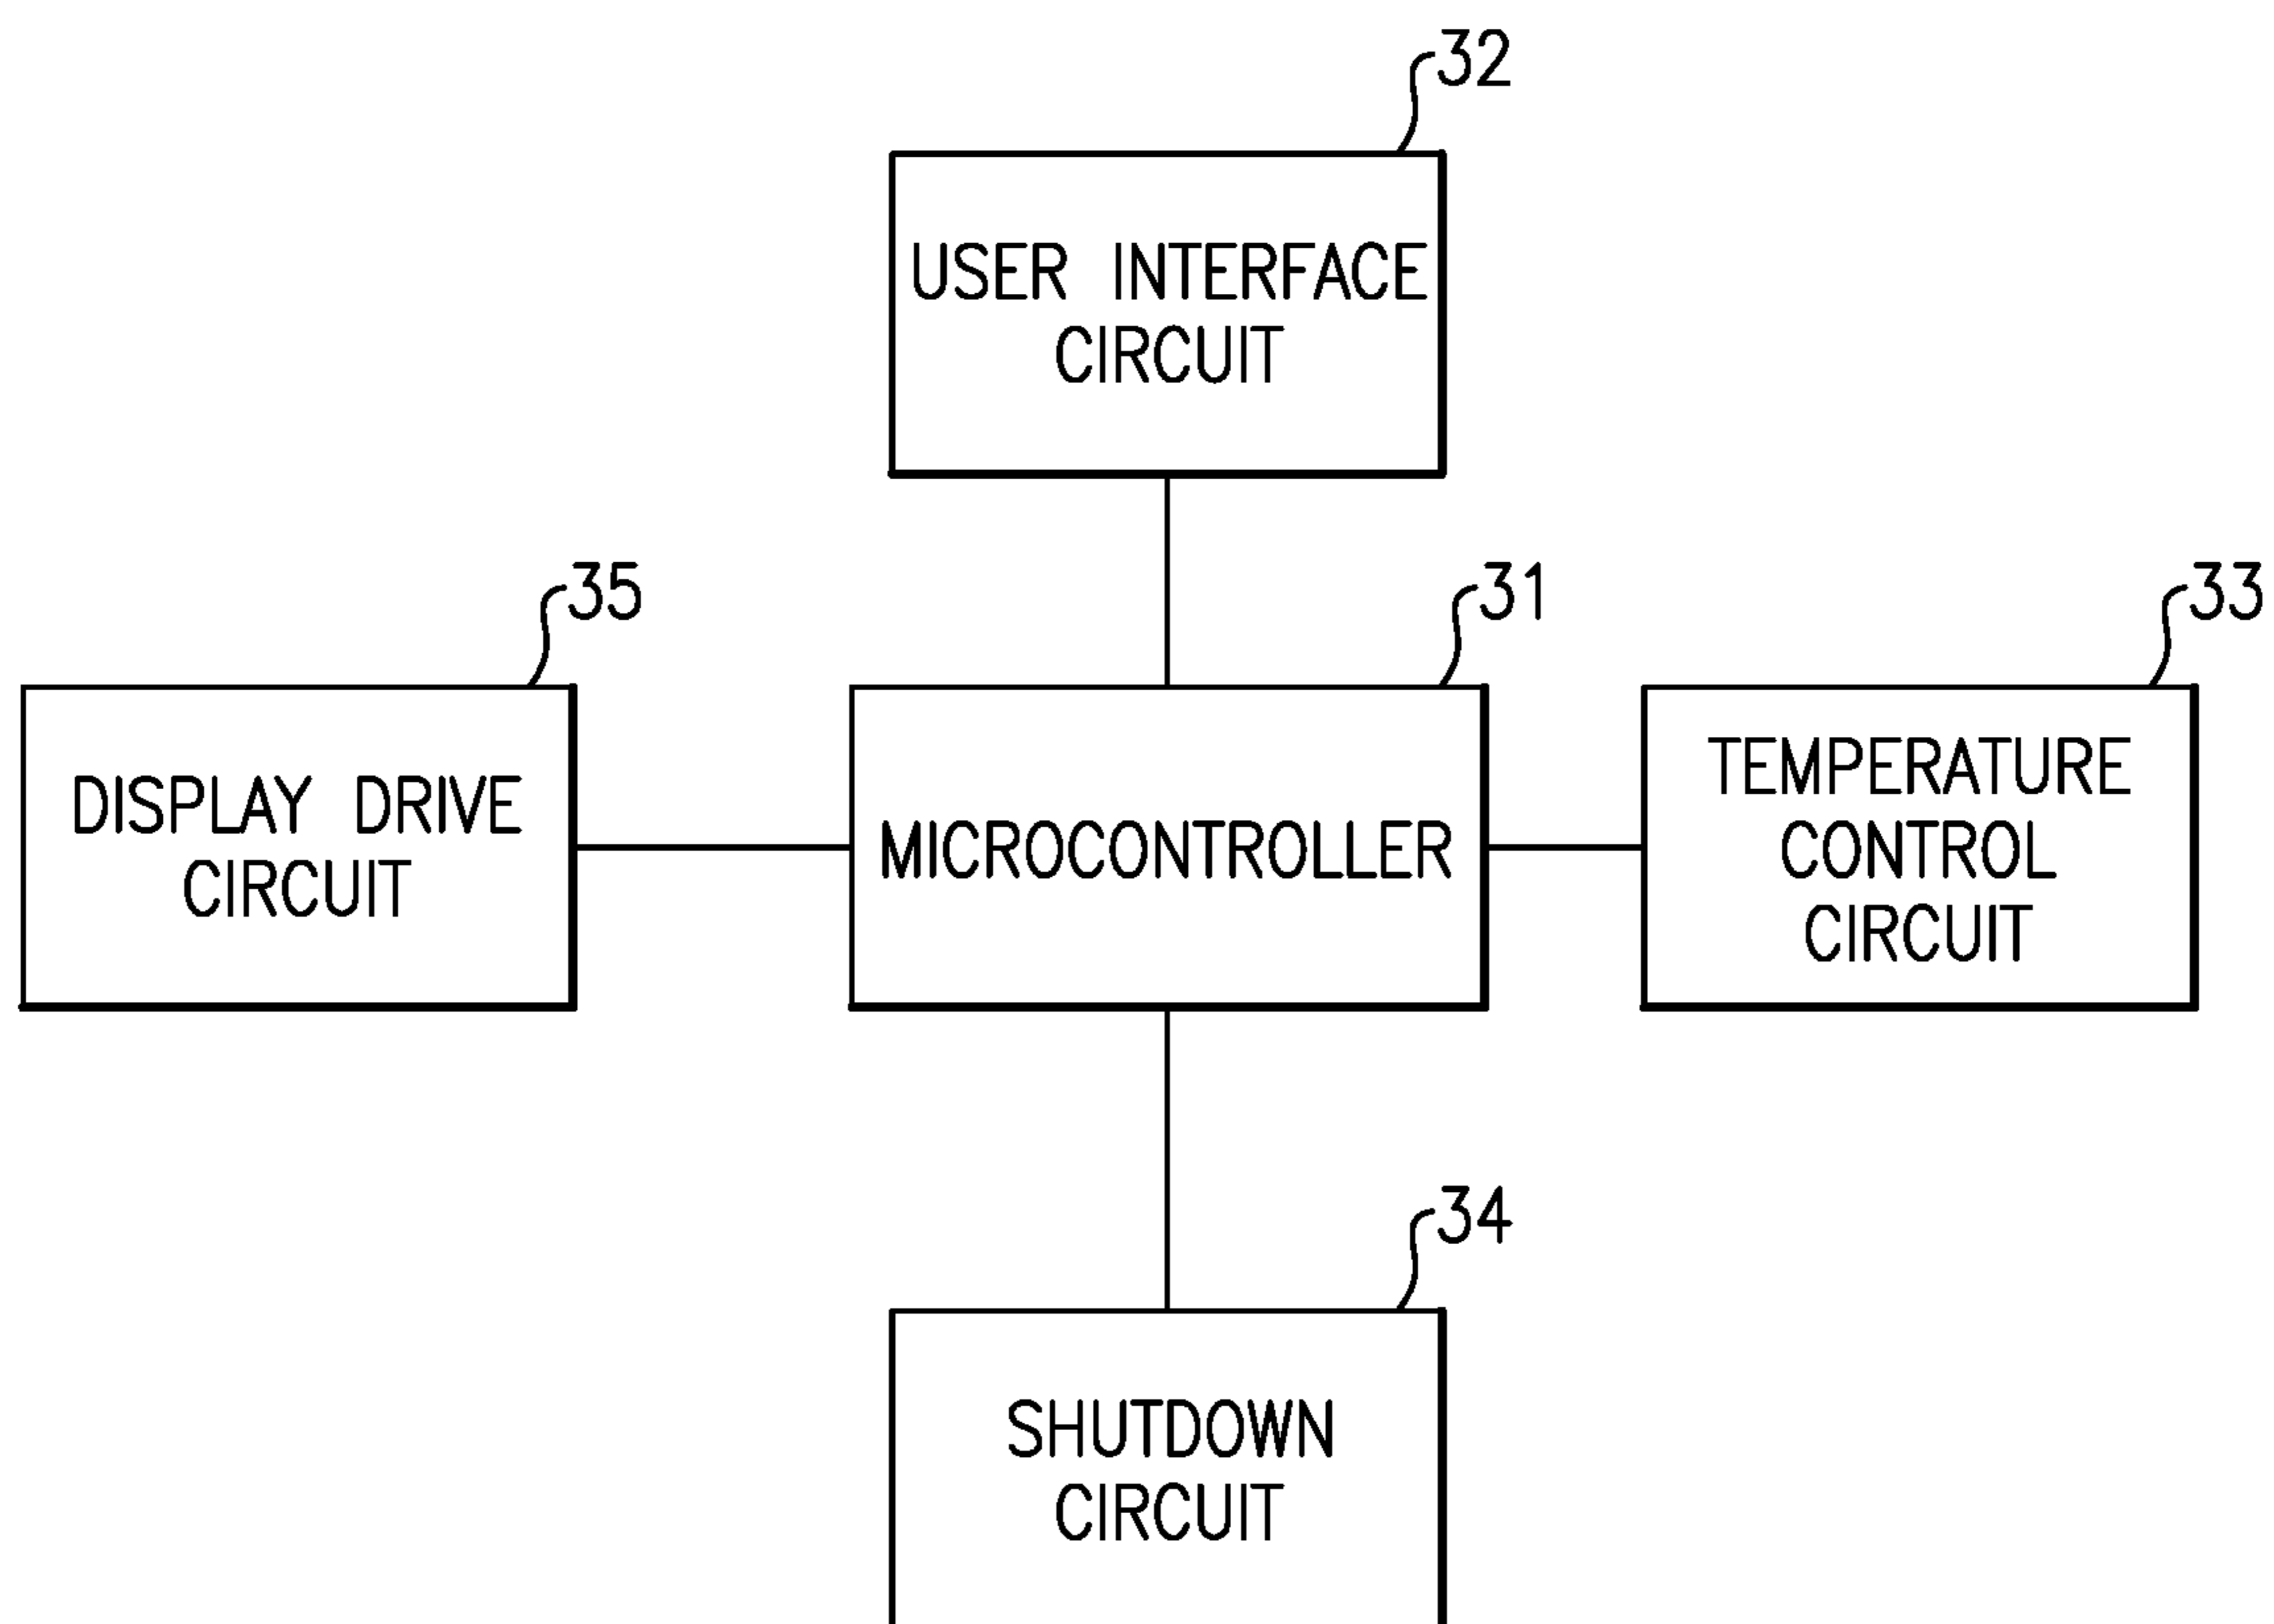 32
USER INTERFACE
CIRCUIT
35
31
33
DISPLAY DRIVE
CIRCUIT
MICROCONTROLLER
TEMPERATURE
CONTROL
CIRCUIT
34
SHUTDOWN
CIRCUIT